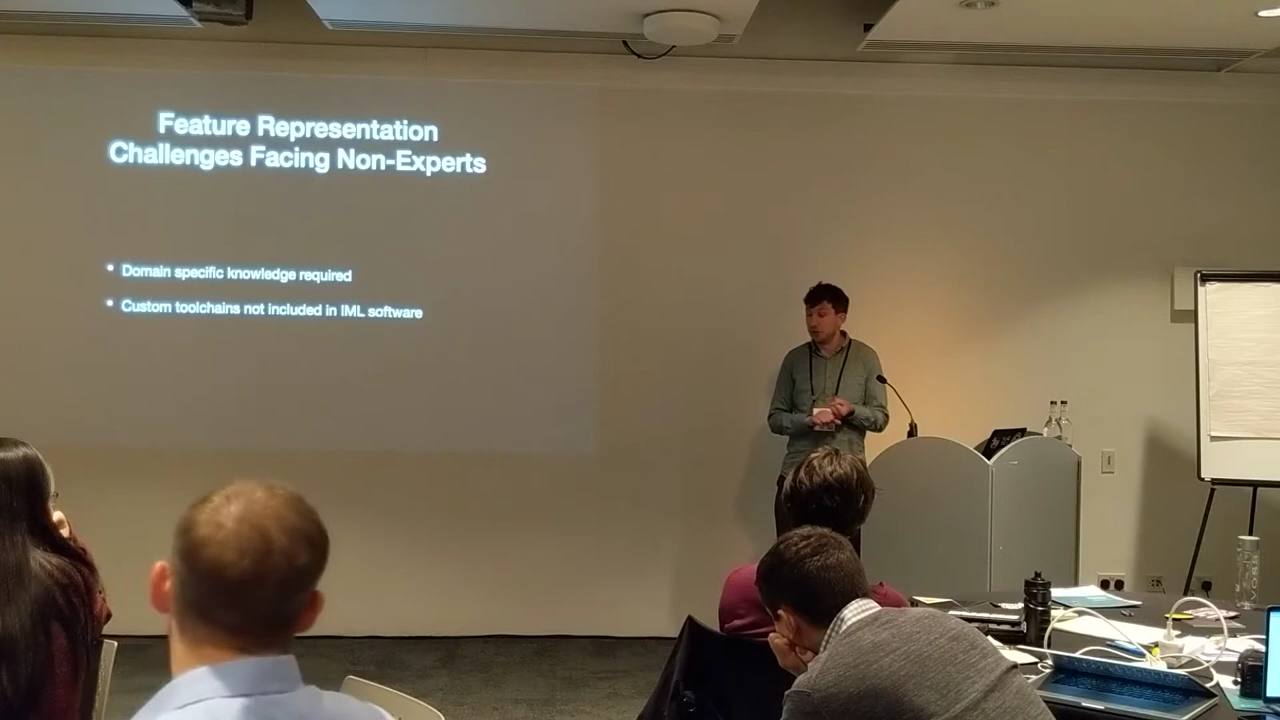 Feature Representation
Challenges Facing Non-Experts
• Domain specific knowledge required
• Custom toolchains not included in IML software